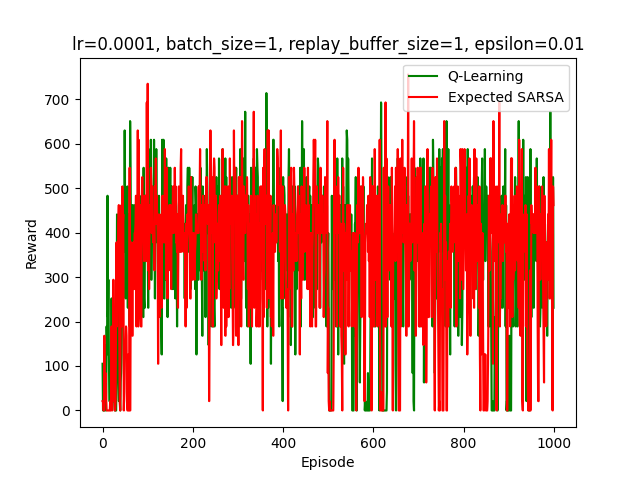 lr=0.0001, batch_size=1, replay_buffer_size=1, epsilon=0.01
Q-Learning
Expected SARSA
700
600
500
400
300
200
100
0
Reward
0
200
400
600
800
1000
Episode